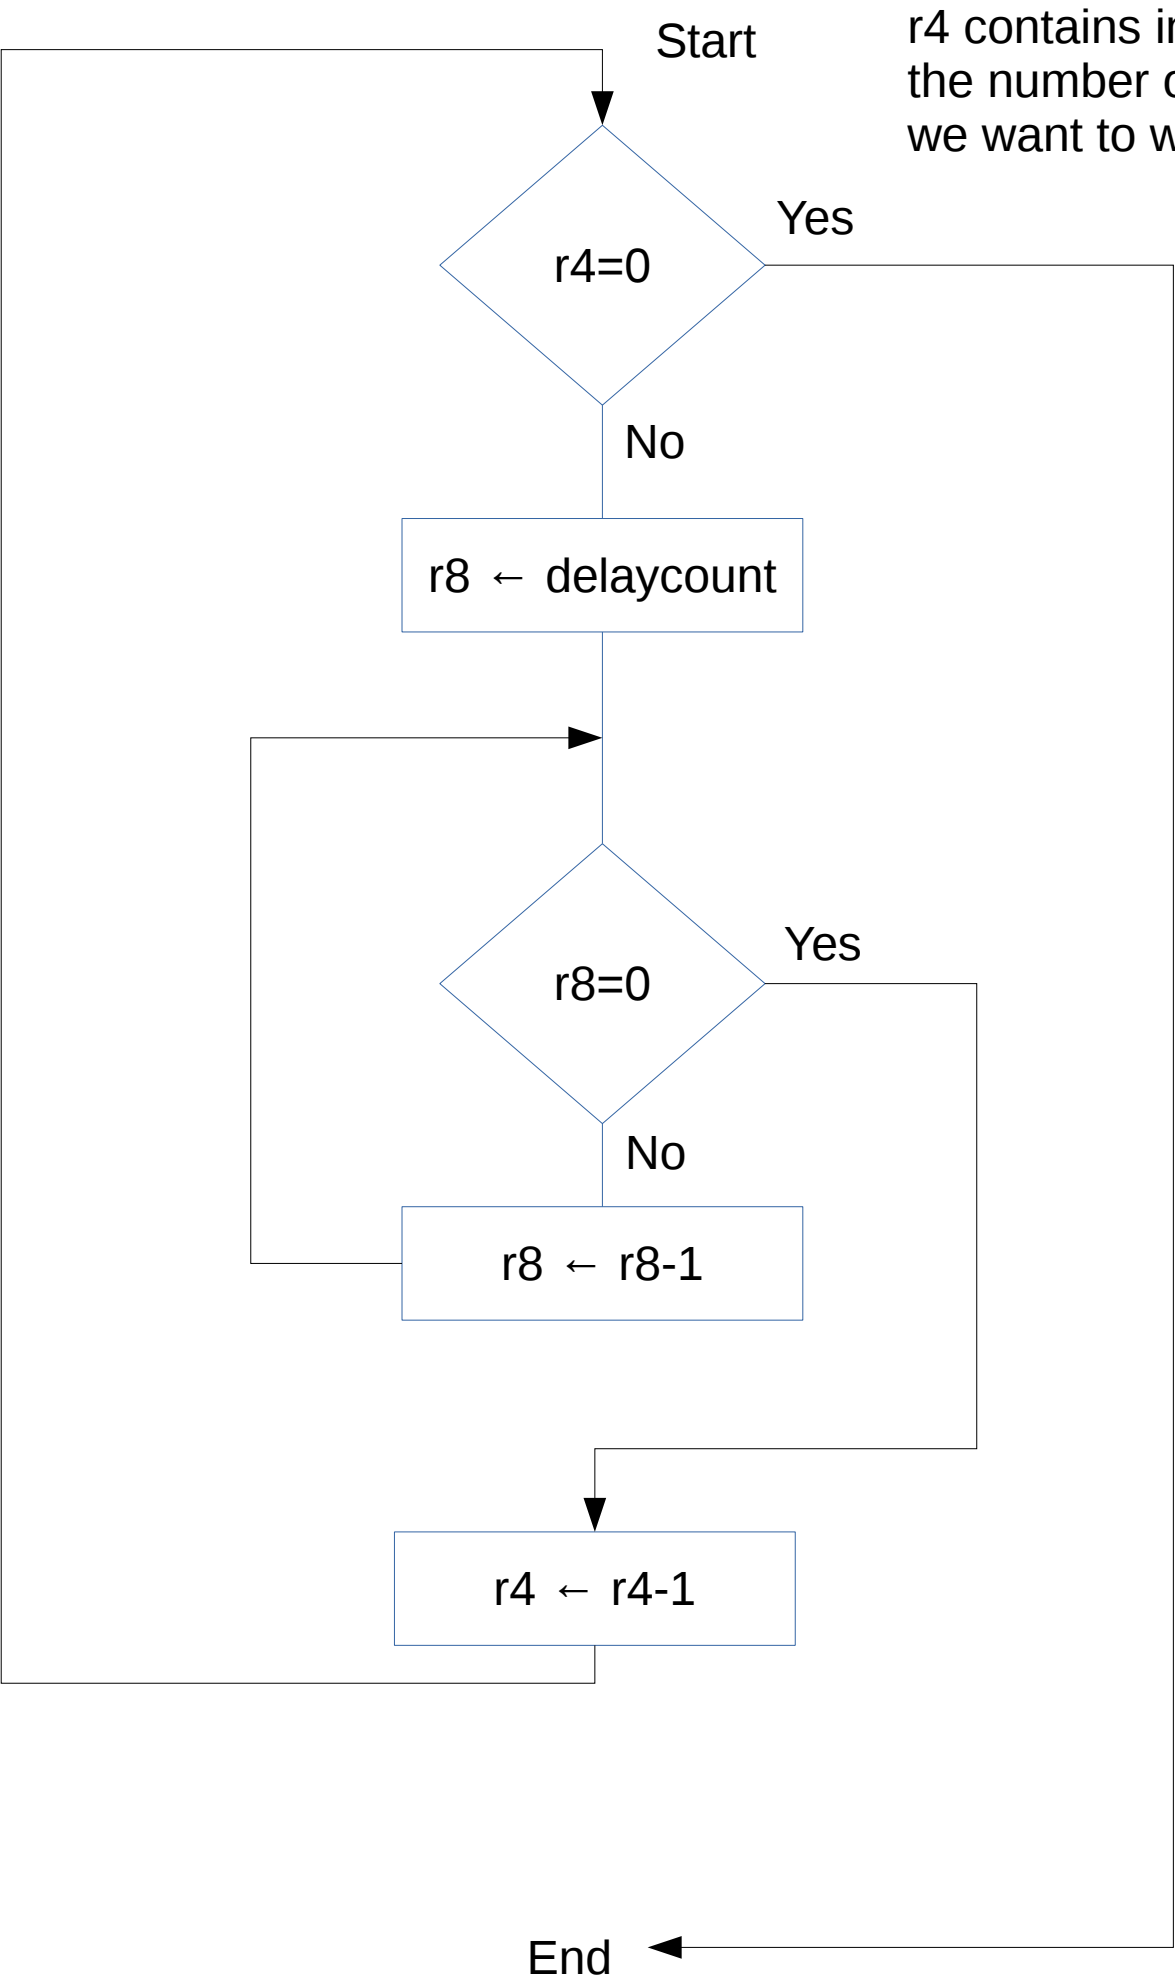 Start
r4 contains
the number
we want to
Yes
r4=0
No
r8 ← delaycount
Yes
r8=0
No
r8 ← r8-1
r4 ← r4-1
End